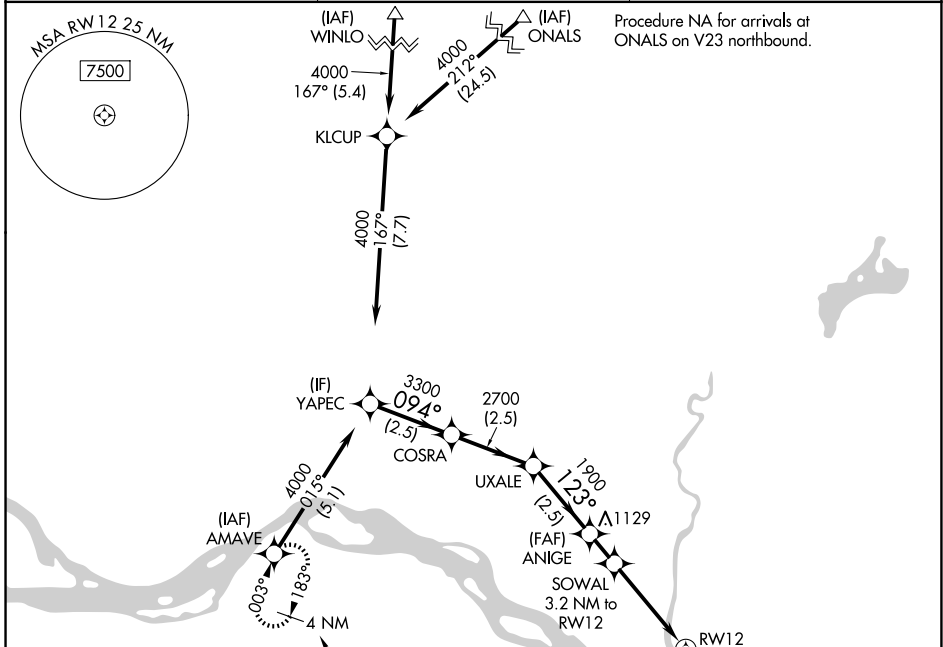 MSA RW12 25 NM
7500
(IAF)
WINLO
(IAF)
ONALS
Procedure NA for arrivals at
ONALS on V23 northbound.
4000
167° (5.4)
4000
212°
(24.5)
KLCUP
4000
167°
(7.7)
(IF)
YAPEC
3300
094°
(2.5)
2700
(2.5)
COSRA
UXALE
1900
123°
(2.5)
4000
015°
(5.1)
(IAF)
AMAVE
1129
(FAF)
ANIGE
SOWAL
3.2 NM to
RW12
003°
183°
4 NM
RW12